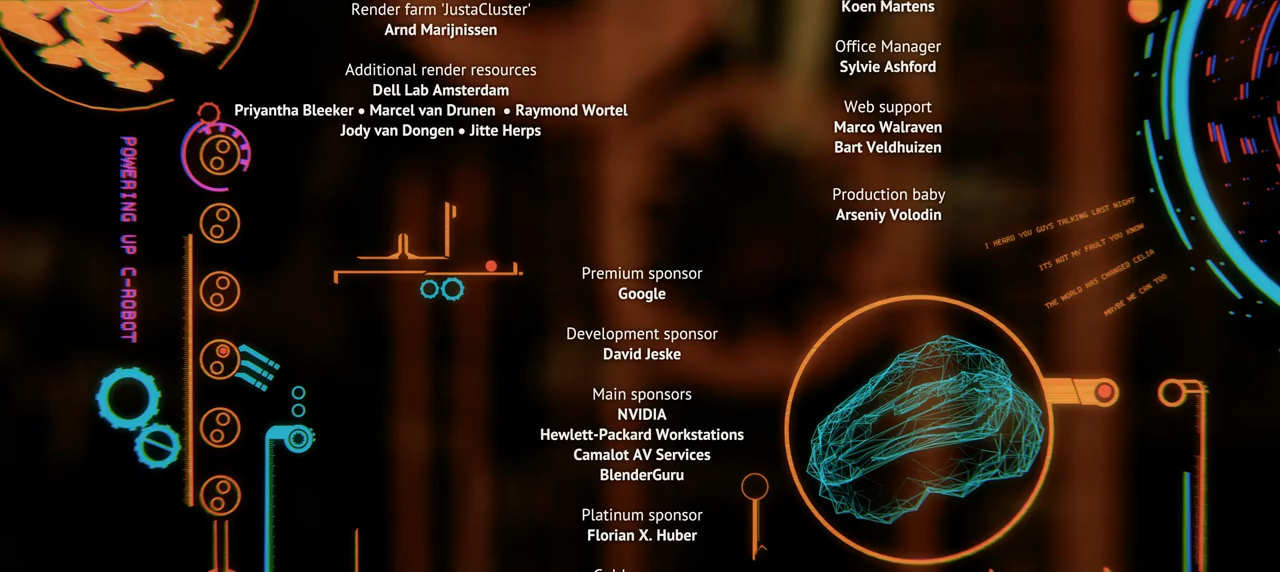 Render farm 'JustaCluster'
Arnd Marijnissen
Additional render resources
Dell Lab Amsterdam
Priyantha Bleeker • Marcel van Drunen • Raymond Wortel
Jody van Dongen • Jitte Herps
Koen Martens
Office Manager
Sylvie Ashford
Web support
Marco Walraven
Bart Veldhuizen
Production baby
Arseniy Volodin
POWERING UP C-ROBOT
I HEARD YOU GUYS TALKING LAST NIGHT
ITS NOT MY FAULT YOU KNOW
THE WORLD HAS CHANGED CELIA
MAYBE WE CAN TOO
Premium sponsor
Google
Development sponsor
David Jeske
Main sponsors
NVIDIA
Hewlett-Packard Workstations
Camalot AV Services
BlenderGuru
Platinum sponsor
Florian X. Huber